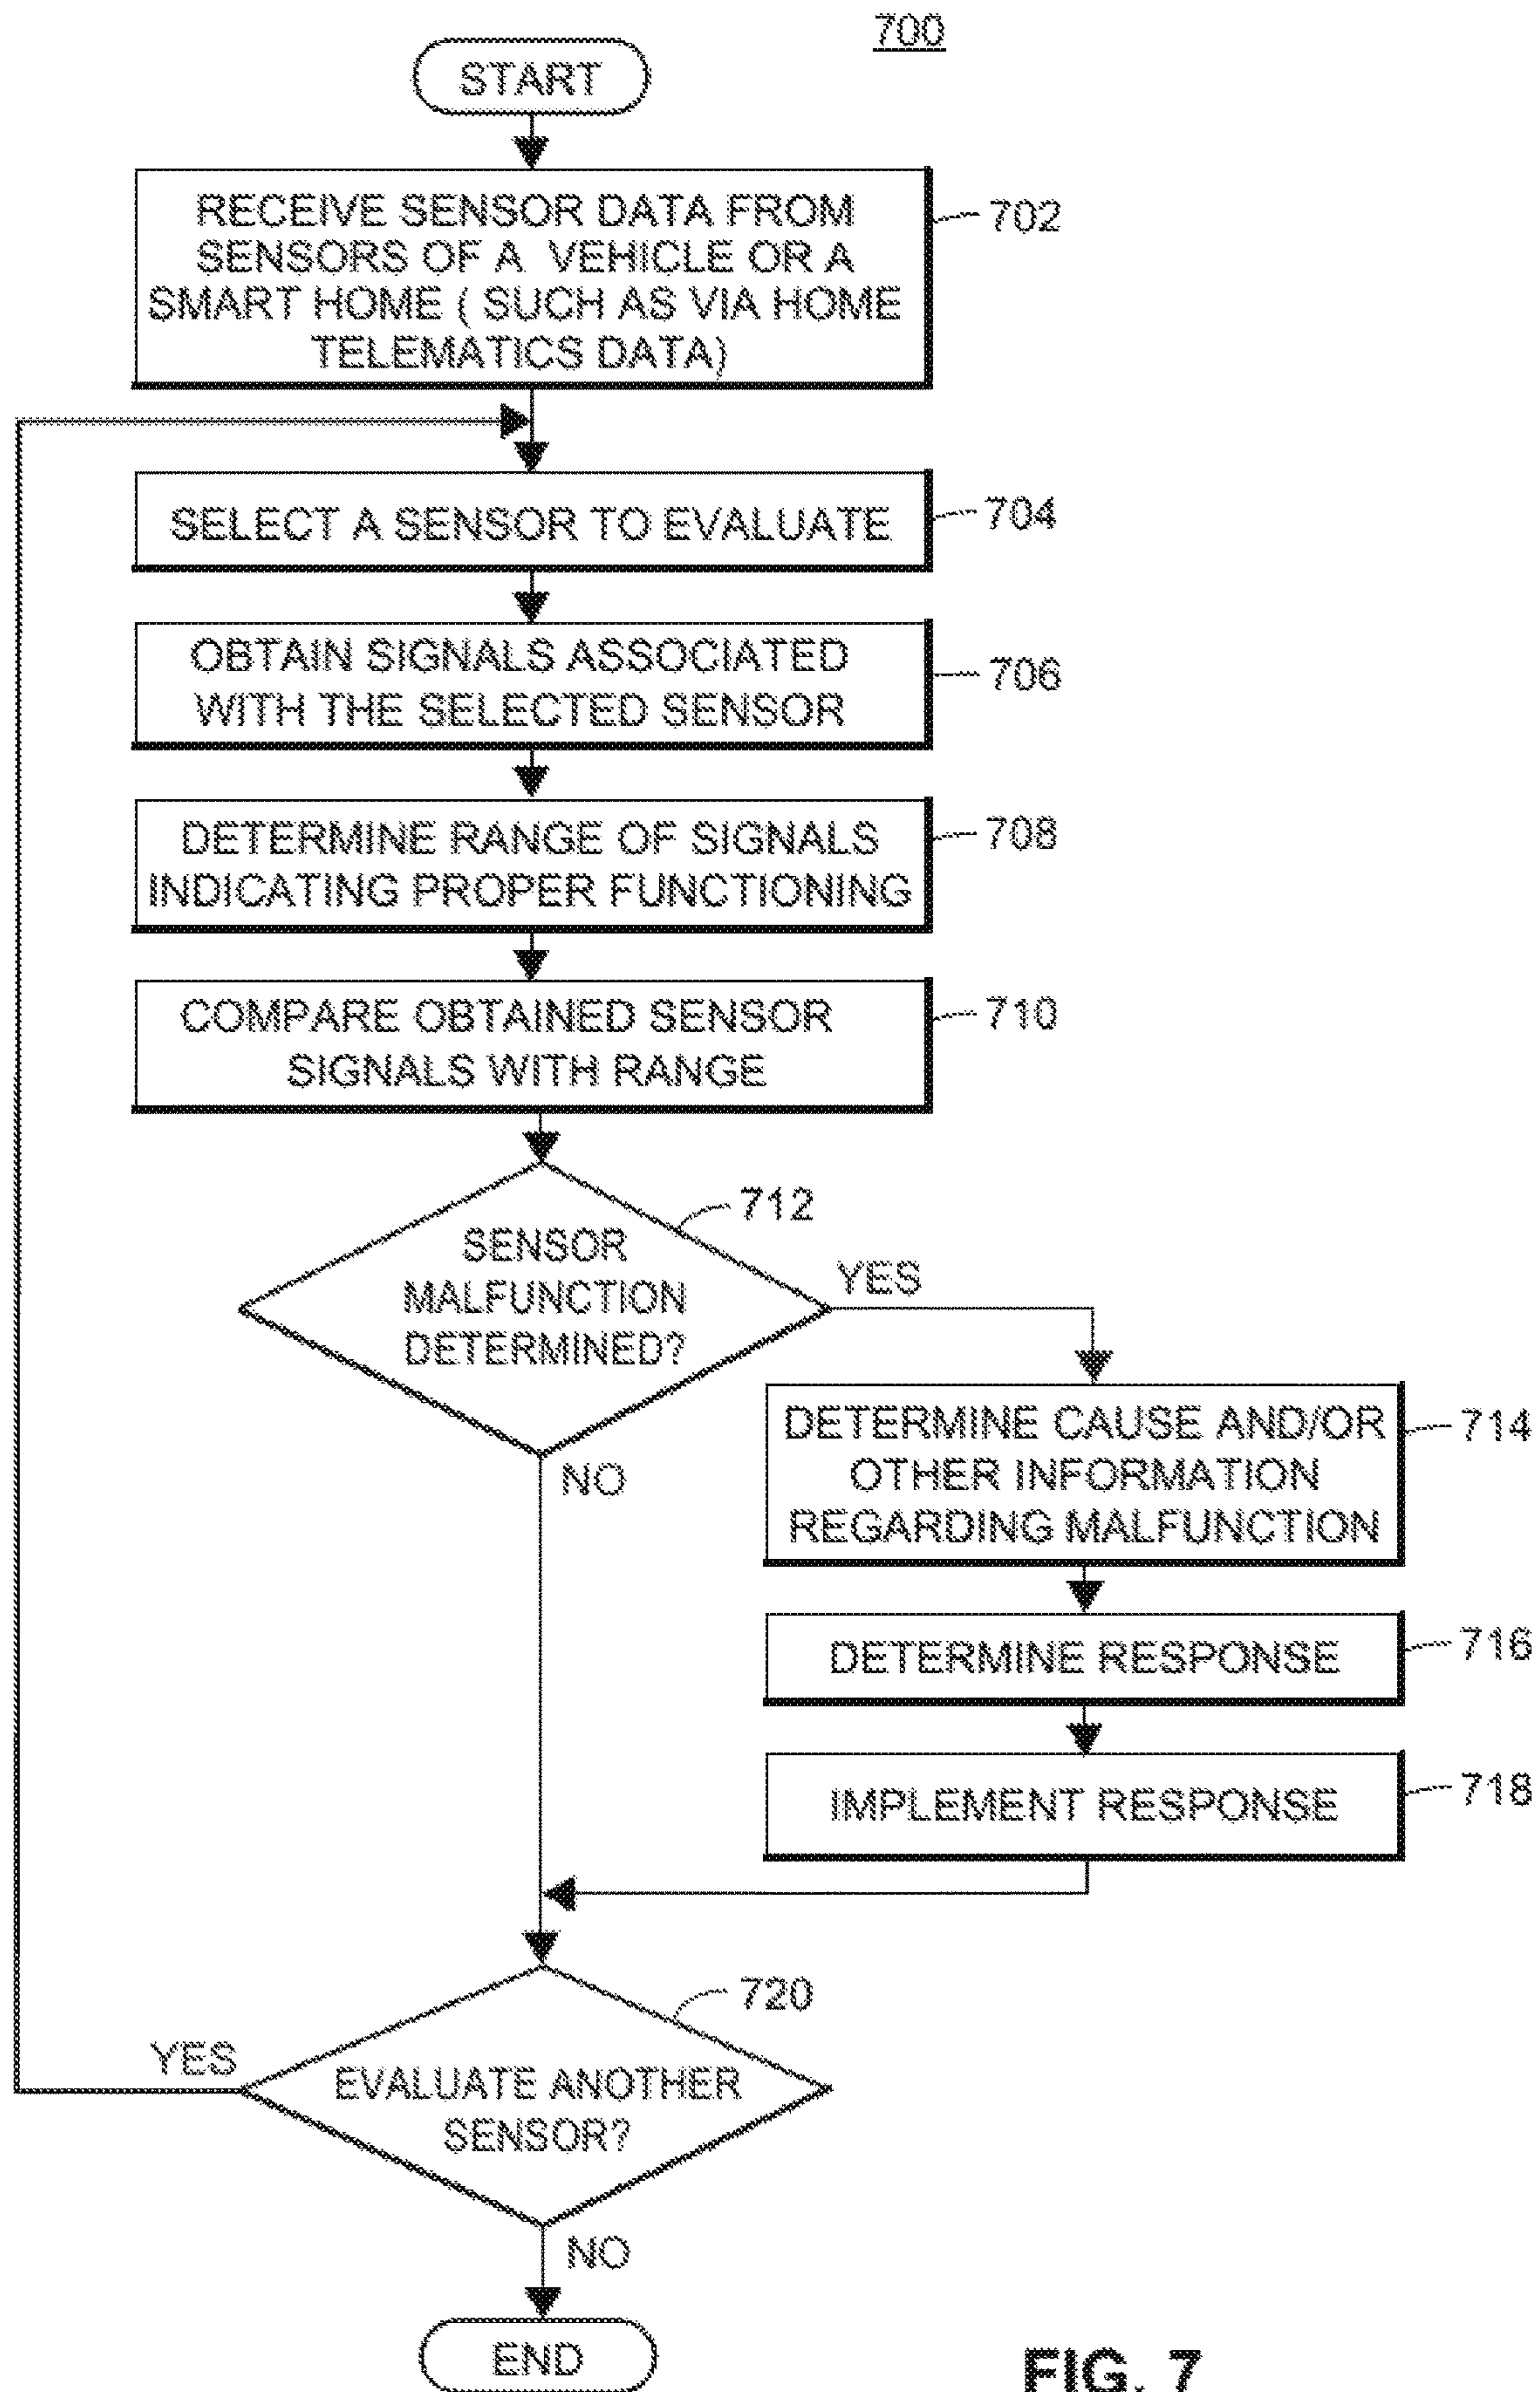 700
START
RECEIVE SENSOR DATA FROM
SENSORS OF A VEHICLE OR A
SMART HOME ( SUCH AS VIA HOME
TELEMATICS DATA)
702
SELECT A SENSOR TO EVALUATE
704
OBTAIN SIGNALS ASSOCIATED
WITH THE SELECTED SENSOR
706
DETERMINE RANGE OF SIGNALS
INDICATING PROPER FUNCTIONING
708
COMPARE OBTAINED SENSOR
SIGNALS WITH RANGE
710
712
SENSOR
MALFUNCTION
DETERMINED?
YES
NO
DETERMINE CAUSE AND/OR
OTHER INFORMATION
REGARDING MALFUNCTION
714
DETERMINE RESPONSE
716
IMPLEMENT RESPONSE
718
720
YES
EVALUATE ANOTHER
SENSOR?
NO
END
FIG. 7